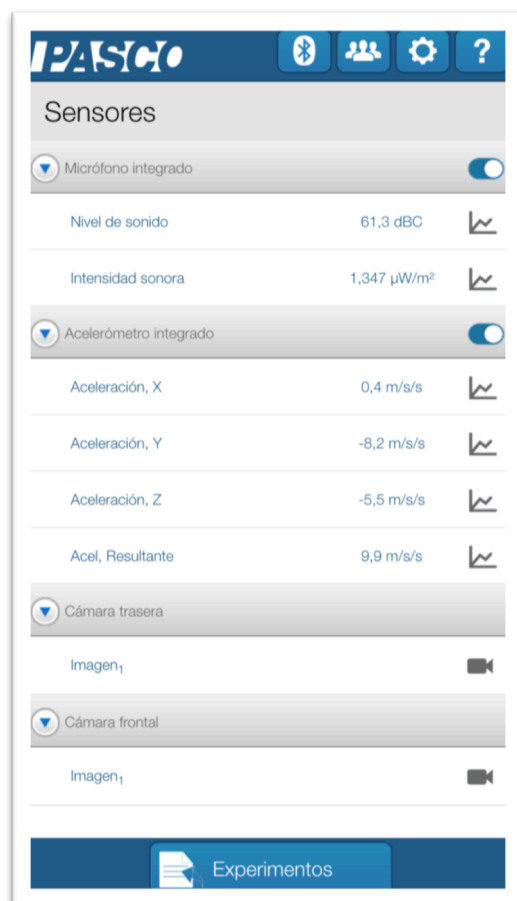 PASCO
?
Sensores
Micrófono integrado
Nivel de sonido 61,3 dBC
Intensidad sonora 1,347 µW/m²
Acelerómetro integrado
Aceleración, X 0,4 m/s/s
Aceleración, Y -8,2 m/s/s
Aceleración, Z -5,5 m/s/s
Acel, Resultante 9,9 m/s/s
Cámara trasera
Imagen₁
Cámara frontal
Imagen₁
Experimentos